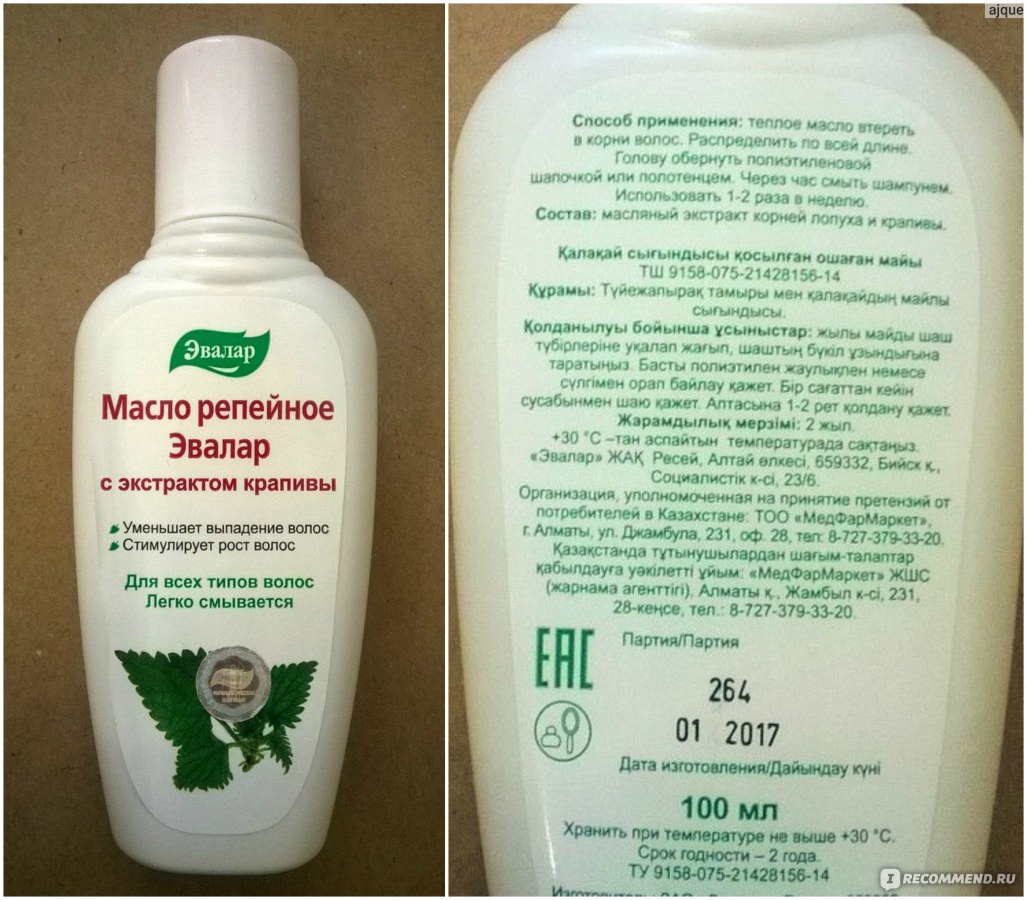 Эвалар
Масло репейное
Эвалар
с экстрактом крапивы
Уменьшает выпадение волос
Стимулирует рост волос
Для всех типов волос
Легко смывается
ajque
Способ применения: теплое масло втереть
в корни волос. Распределить по всей длине.
Голову обернуть полиэтиленовой
шапочкой или полотенцем. Через час смыть шампунем.
Использовать 1-2 раза в неделю.
Состав: масляный экстракт корней лопуха и крапивы.
Қалақай сығындысы қосылған ошаған майы
ТШ 9158-075-21428156-14
Құрамы: Түйежапырақ тамыры мен қалақайдың майлы
сығындысы.
Қолданылуы бойынша ұсыныстар: жылы майды шаш
түбірлеріне уқалап жағып, шаштың бүкіл ұзындығына
таратыңыз. Басты полиэтилен жаулықпен немесе
сүлгімен орап байлау қажет. Бір сағаттан кейін
сусабынмен шаю қажет. Аптасына 1-2 рет қолдану қажет.
Жарамдылық мерзімі: 2 жыл.
+30 °С –тан аспайтын температурада сақтаңыз.
«Эвалар» ЖАҚ Ресей, Алтай өлкесі, 659332, Бийск қ.,
Социалистік к-сі, 23/6.
Организация, уполномоченная на принятие претензий от
потребителей в Казахстане: ТОО «МедФарМаркет»,
г. Алматы, ул. Джамбула, 231, оф. 28, тел: 8-727-379-33-20.
Қазақстанда тұтынушылардан шағым-талаптар
қабылдауға уәкілетті ұйым: «МедФарМаркет» ЖШС
(жарнама агенттігі). Алматы қ., Жамбыл к-сі, 231,
28-кеңсе, тел.: 8-727-379-33-20.
EAC
Партия/Партия
264
01 2017
Дата изготовления/Дайындау күні
100 мл
Хранить при температуре не выше +30 °С.
Срок годности – 2 года.
ТУ 9158-075-21428156-14
IRECOMMEND.RU